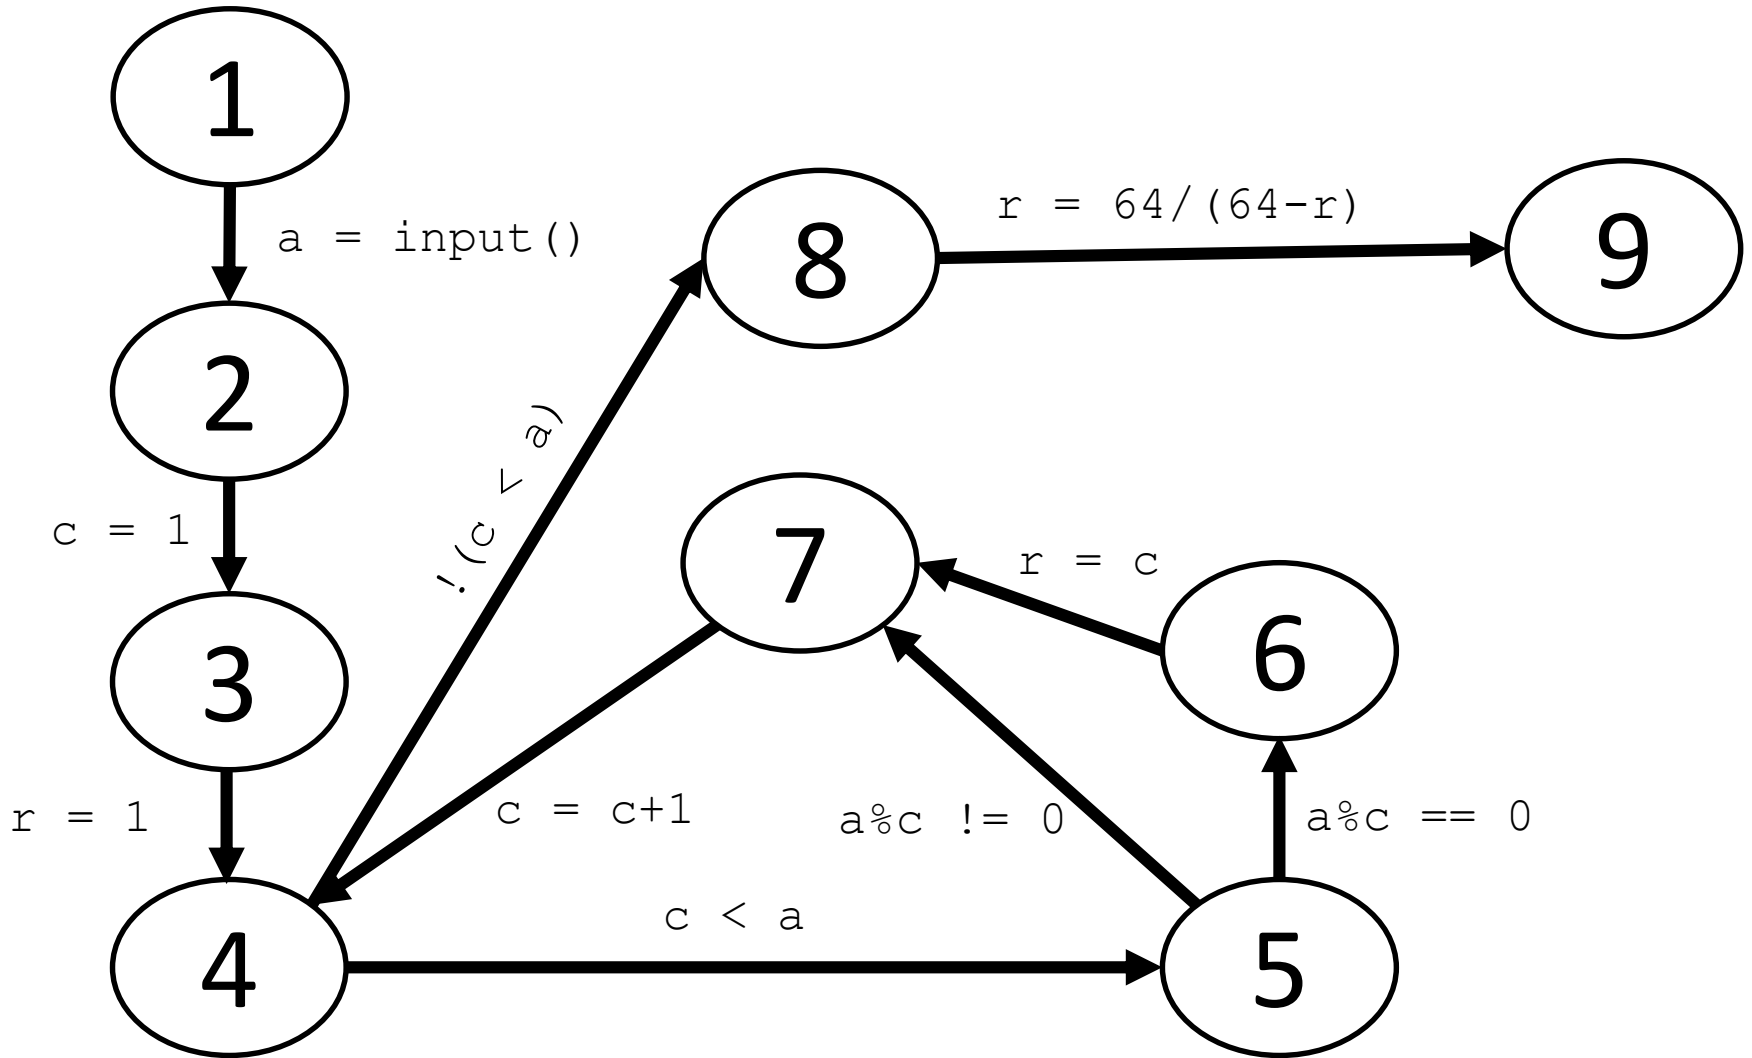 1
a = input()
2
c = 1
3
r = 1
4
!(c < a)
8
r = 64/(64-r)
9
c < a
5
a%c == 0
6
r = c
a%c != 0
7
c = c+1